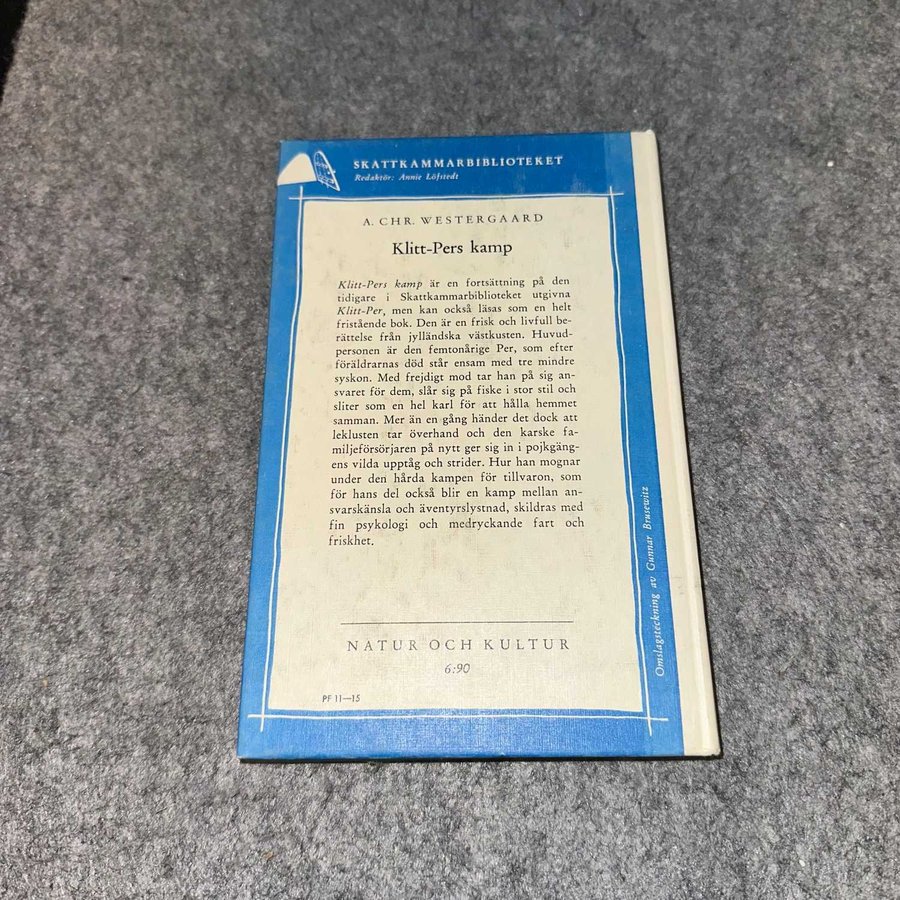 SKATTKAMMARBIBLIOTEKET
Redaktör: Annie Löfstedt
A. CHR. WESTERGAARD
Klitt-Pers kamp
Klitt-Pers kamp är en fortsättning på den
tidigare i Skattkammarbiblioteket utgivna
Klitt-Per, men kan också läsas som en helt
fristående bok. Den är en frisk och livfull be-
rättelse från jylländska västkusten. Huvud-
personen är den femtonårige Per, som efter
föräldrarnas död står ensam med tre mindre
syskon. Med frejdigt mod tar han på sig an-
svaret för dem, slår sig på fiske i stor stil och
sliter som en hel karl för att hålla hemmet
samman. Mer än en gång händer det dock att
leklusten tar överhand och den karske fa-
miljeförsörjaren på nytt ger sig in i pojkgäng-
ens vilda upptåg och strider. Hur han mognar
under den hårda kampen för tillvaron, som
för hans del också blir en kamp mellan an-
svarskänsla och äventyrslystnad, skildras med
fin psykologi och medryckande fart och
friskhet.
NATUR OCH KULTUR
6:90
PF 11—15
Omslagsteckning av Gunnar Brusewitz